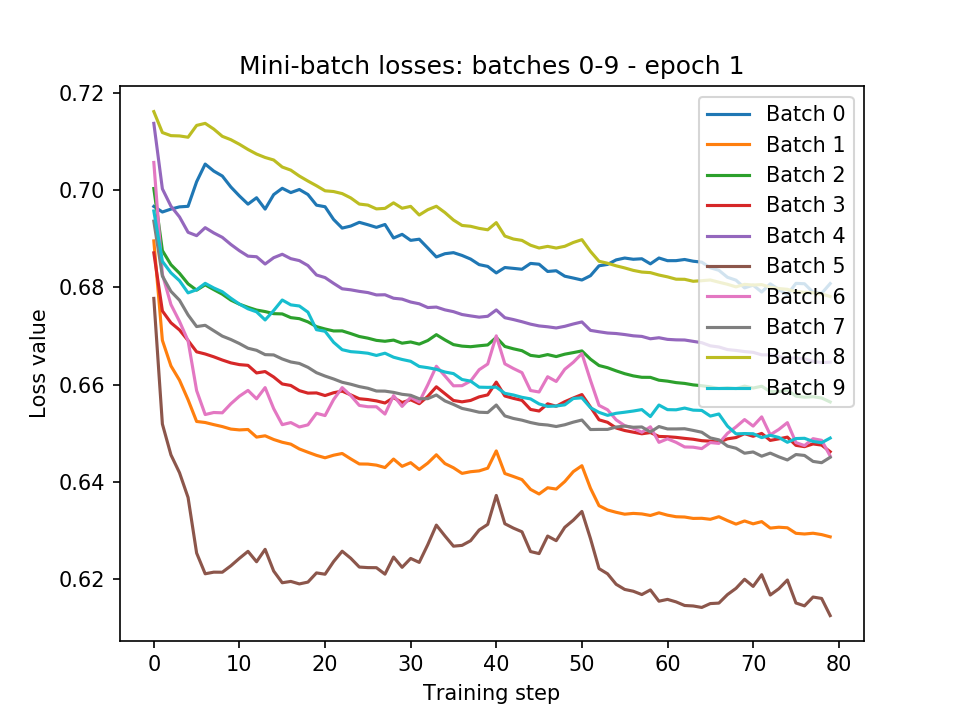 Mini-batch losses: batches 0-9 - epoch 1
0.72
0.70
0.68
0.66
0.64
0.62
Loss value
0
10
20
30
40
50
60
70
80
Training step
Batch 0
Batch 1
Batch 2
Batch 3
Batch 4
Batch 5
Batch 6
Batch 7
Batch 8
Batch 9